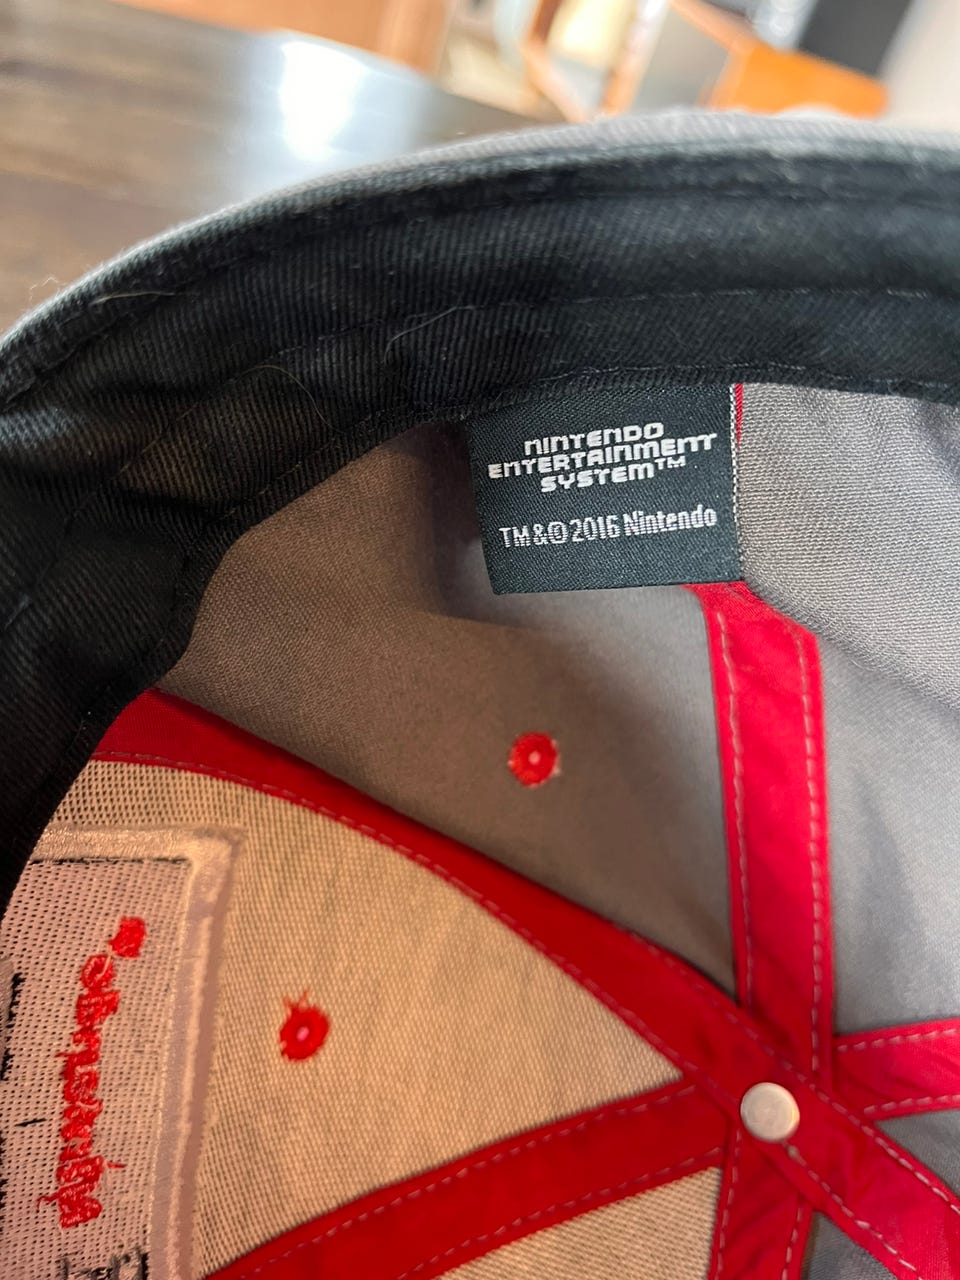 NINTENDO
ENTERTAINMENT
SYSTEM™
TM & © 2016 Nintendo